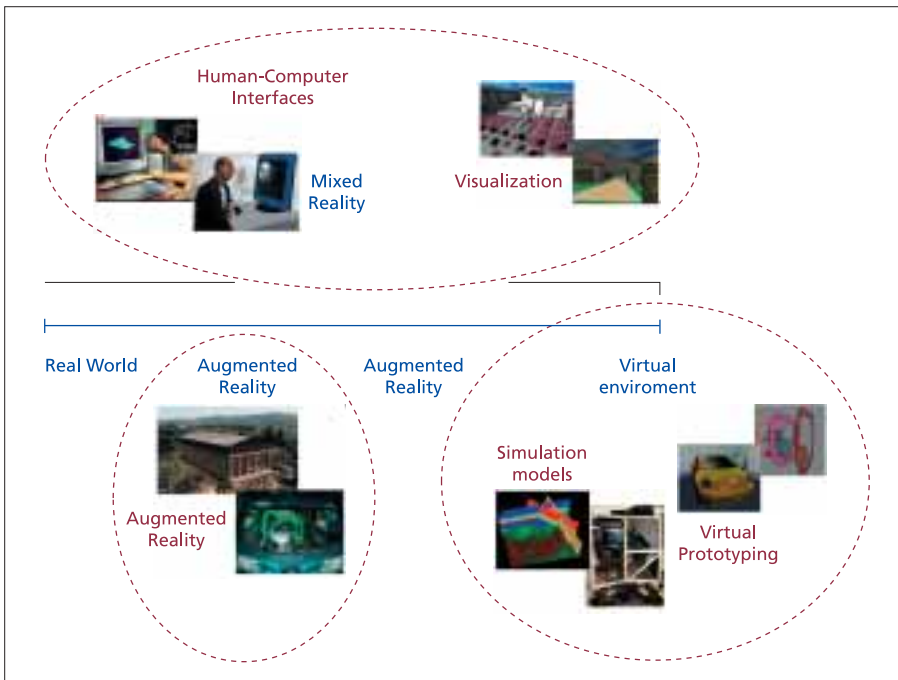 Human-Computer
Interfaces
Mixed
Reality
Visualization
Real World
Augmented
Reality
Augmented
Reality
Virtual
enviroment
Augmented
Reality
Simulation
models
Virtual
Prototyping